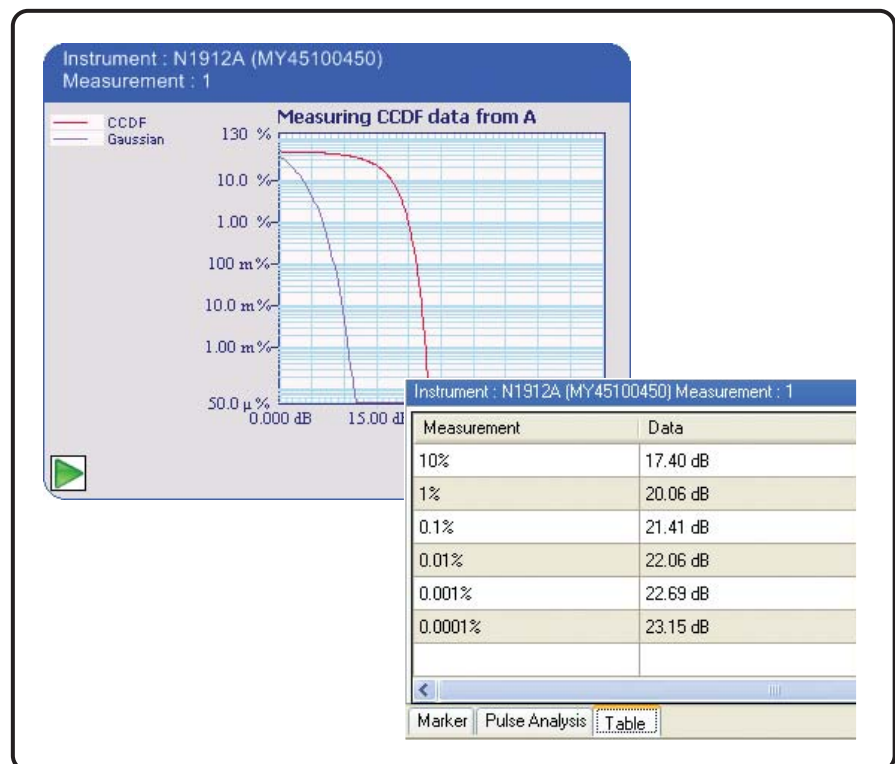 Instrument : N1912A (MY45100450)
Measurement : 1
CCDF
Gaussian
Measuring CCDF data from A
130 %
10.0 %
1.00 %
100 m%
10.0 m%
1.00 m%
50.0 µ%
0.000 dB 15.00
Instrument : N1912A (MY45100450) Measurement : 1
Measurement Data
10% 17.40 dB
1% 20.06 dB
0.1% 21.41 dB
0.01% 22.06 dB
0.001% 22.69 dB
0.0001% 23.15 dB
Marker Pulse Analysis Table